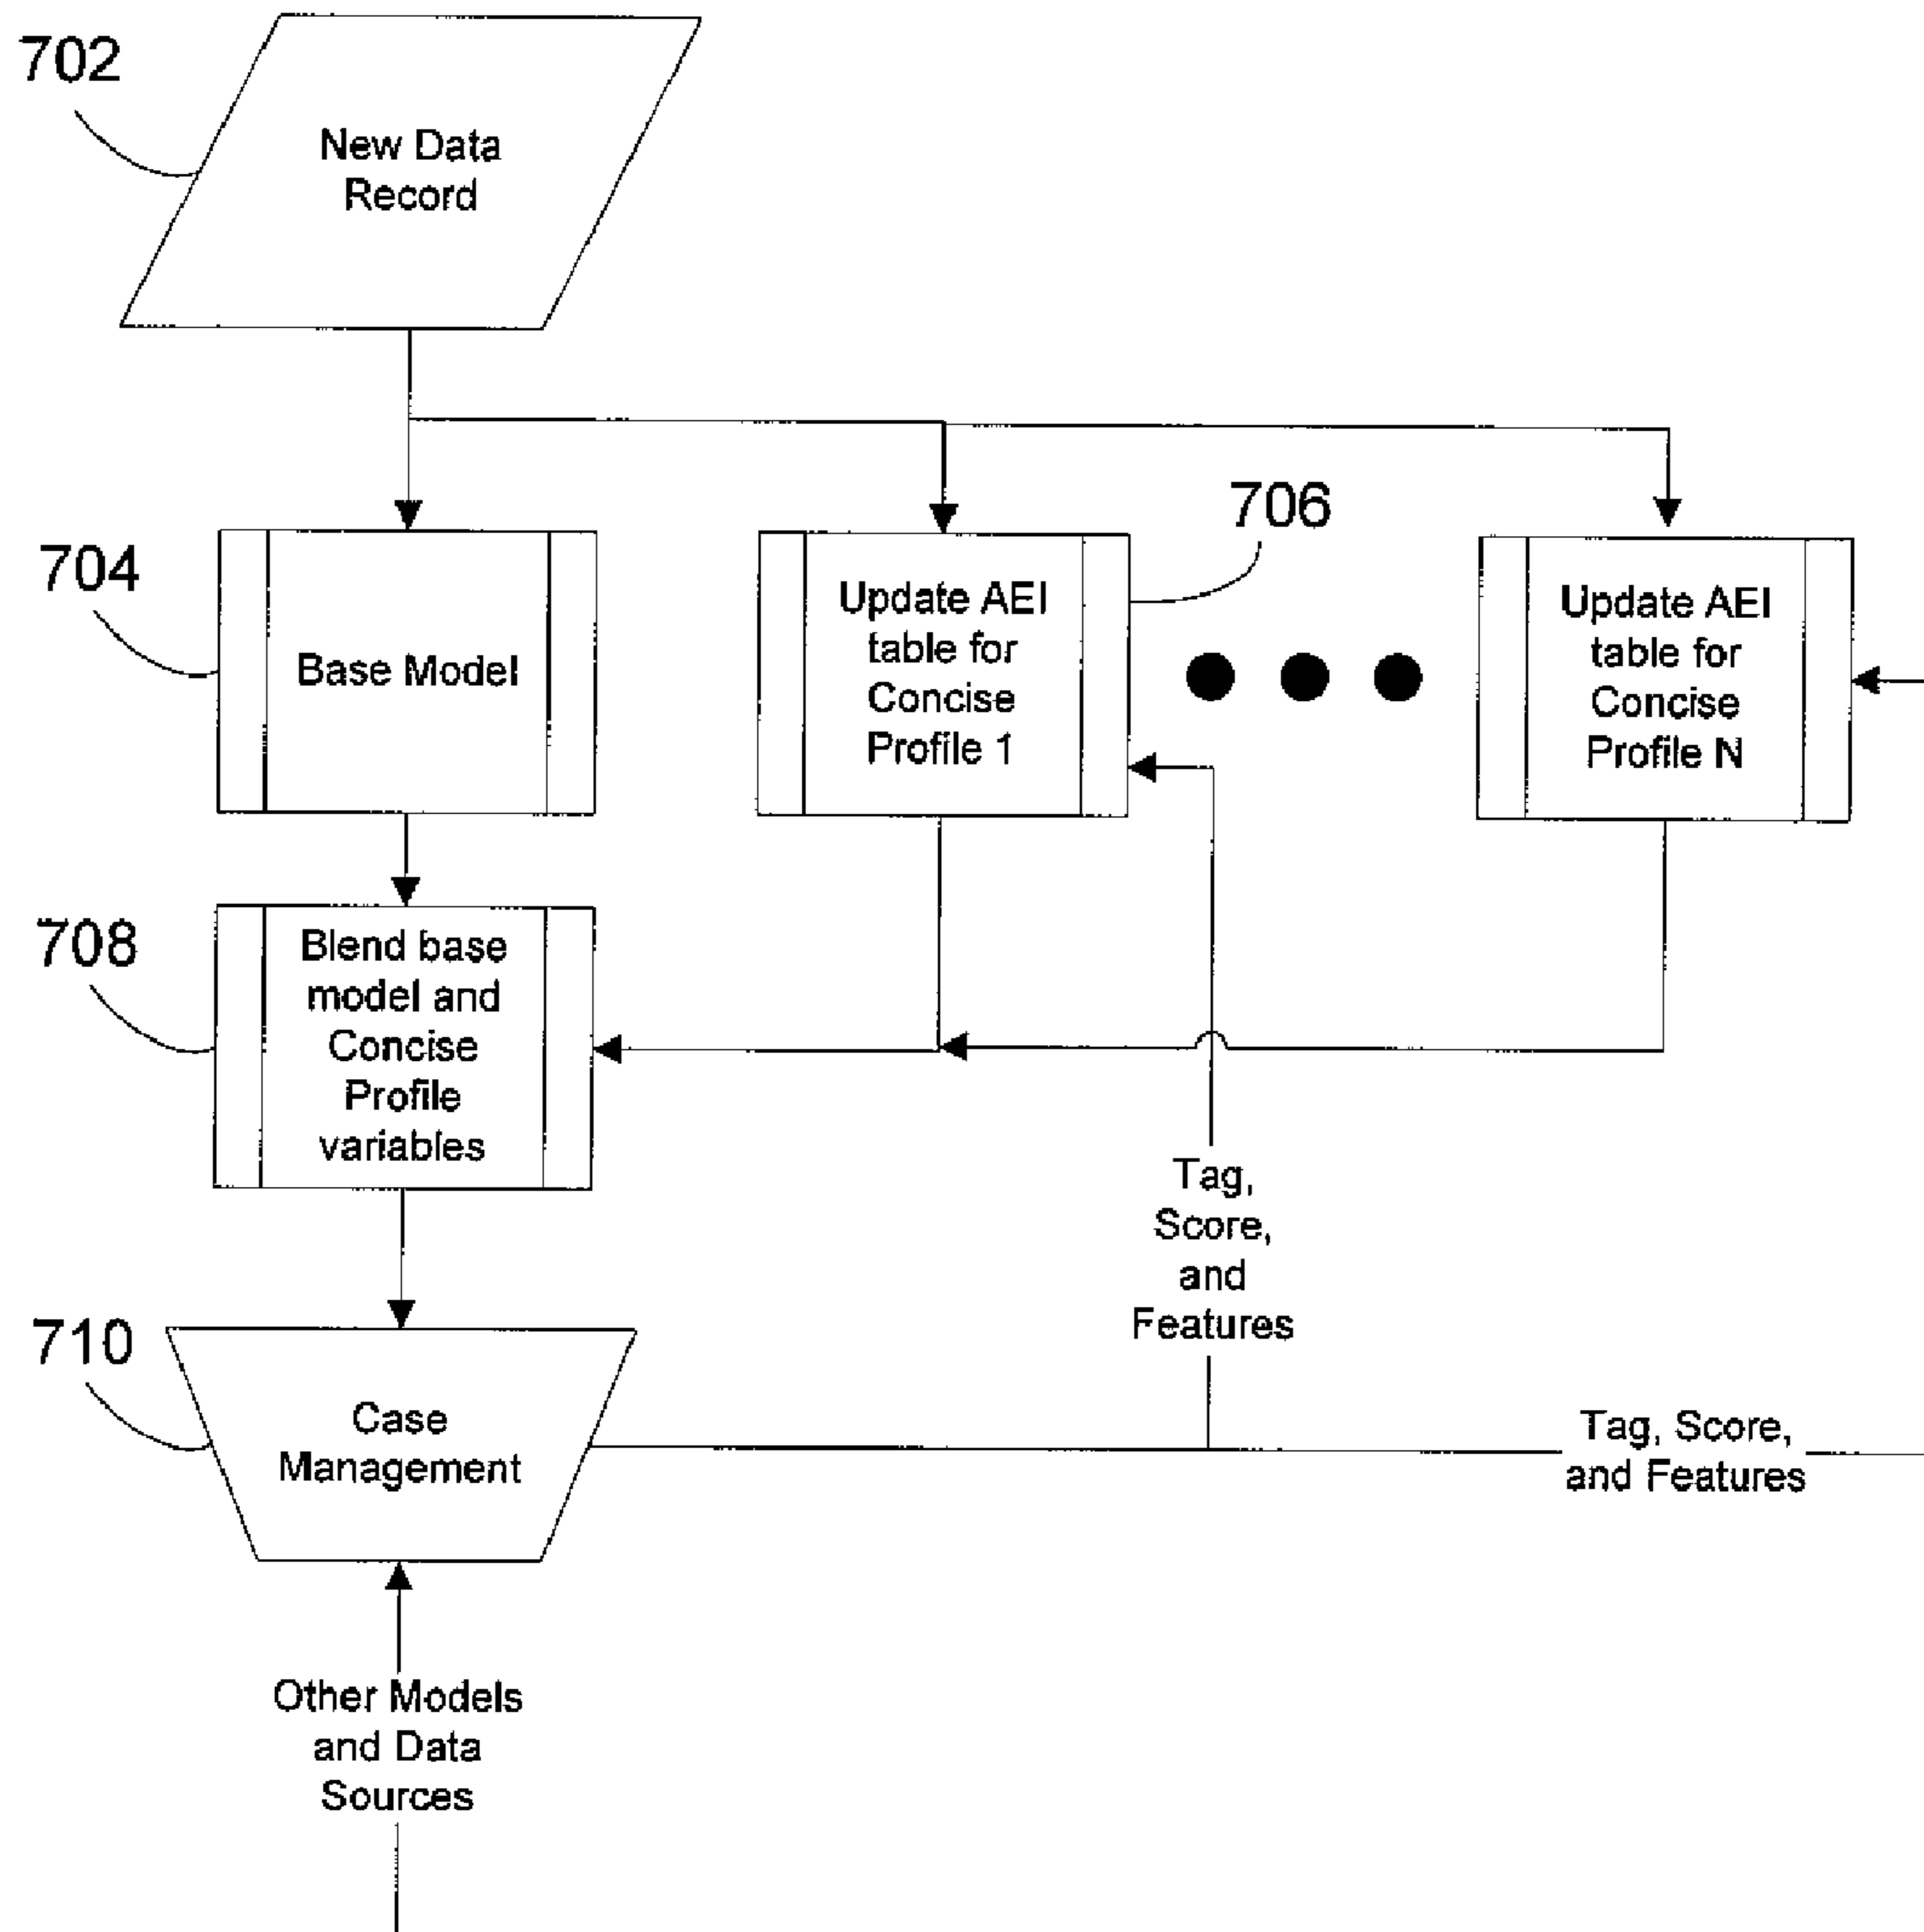 702
New Data
Record
704
Base Model
706
Update AEI
table for
Concise
Profile 1
Update AEI
table for
Concise
Profile N
708
Blend base
model and
Concise
Profile
variables
Tag,
Score,
and
Features
710
Case
Management
Tag, Score,
and Features
Other Models
and Data
Sources